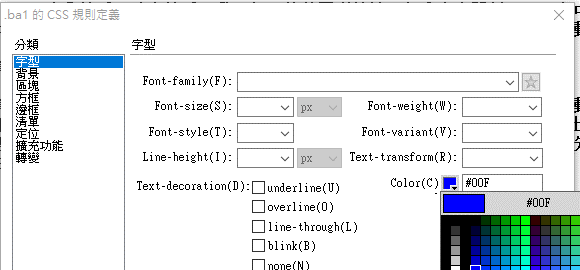 .ba1 的 CSS 規則定義
分類
字型
字型
背景
區塊
方框
邊框
清單
定位
擴充功能
轉變
Font-family(F):
Font-size(S):
px
Font-weight(W):
Font-style(T):
Font-variant(V):
Line-height(I):
px
Text-transform(R):
Text-decoration(D):
underline(U)
Color(C)
#00F
overline(O)
#00F
line-through(L)
blink(B)
none(N)